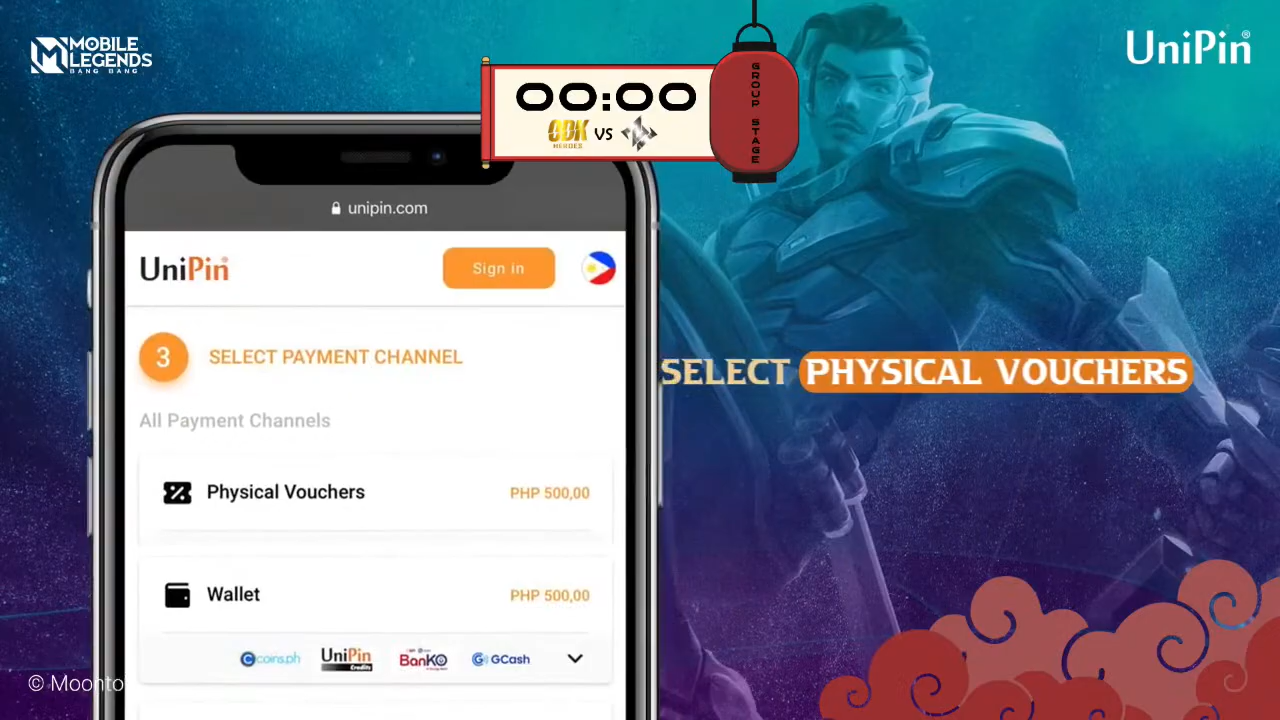 MOBILE
LEGENDS
BANG BANG
UniPin
00:00
VS
HEROES
GROUP STAGE
unipin.com
UniPin
Sign in
3
SELECT PAYMENT CHANNEL
All Payment Channels
SELECT PHYSICAL VOUCHERS
Physical Vouchers
PHP 500,00
Wallet
PHP 500,00
coins.ph
UniPin
Credits
BanKO
GCash
© Moonto